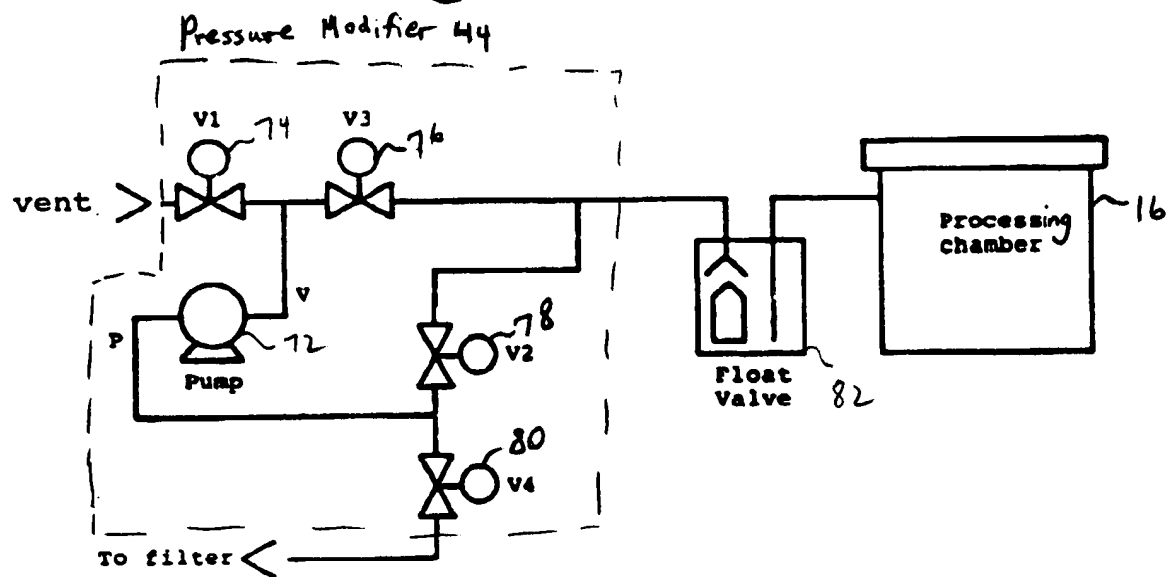 Pressure Modifier 44
V1
74
V3
76
vent
Processing
chamber
16
V
P
72
Pump
78
V2
Float
Valve
82
80
V4
To filter